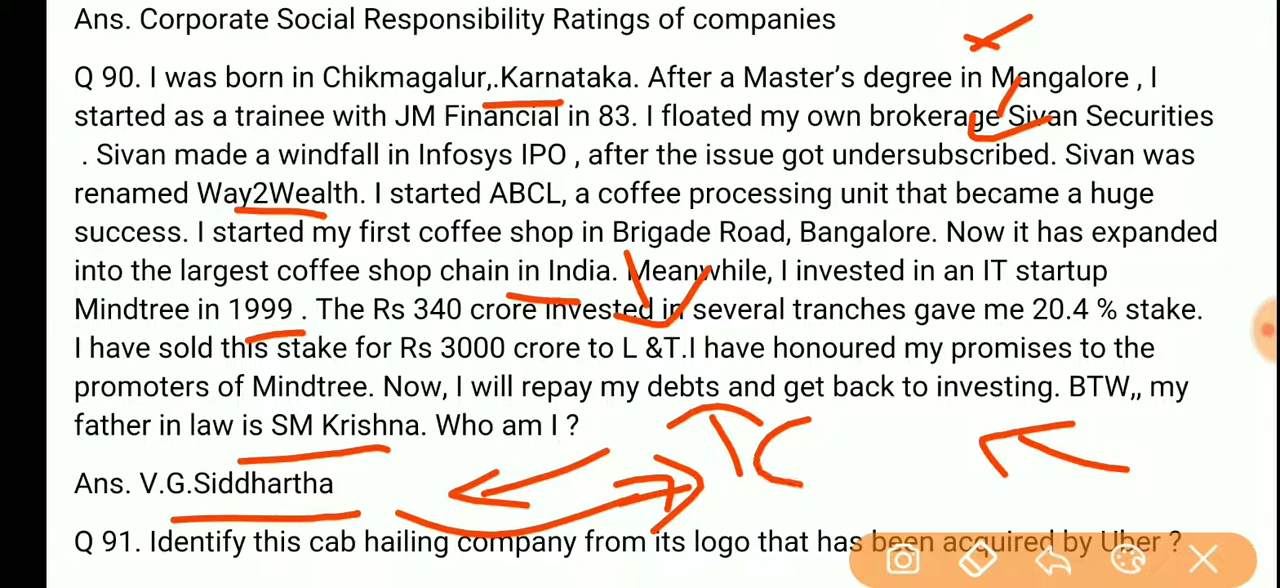 Ans. Corporate Social Responsibility Ratings of companies
Q 90. I was born in Chikmagalur,.Karnataka. After a Master’s degree in Mangalore , I
started as a trainee with JM Financial in 83. I floated my own brokerage Sivan Securities
. Sivan made a windfall in Infosys IPO , after the issue got undersubscribed. Sivan was
renamed Way2Wealth. I started ABCL, a coffee processing unit that became a huge
success. I started my first coffee shop in Brigade Road, Bangalore. Now it has expanded
into the largest coffee shop chain in India. Meanwhile, I invested in an IT startup
Mindtree in 1999 . The Rs 340 crore invested in several tranches gave me 20.4 % stake.
I have sold this stake for Rs 3000 crore to L &T.I have honoured my promises to the
promoters of Mindtree. Now, I will repay my debts and get back to investing. BTW,, my
father in law is SM Krishna. Who am I ?
Ans. V.G.Siddhartha
Q 91. Identify this cab hailing company from its logo that has been acquired by Uber ?